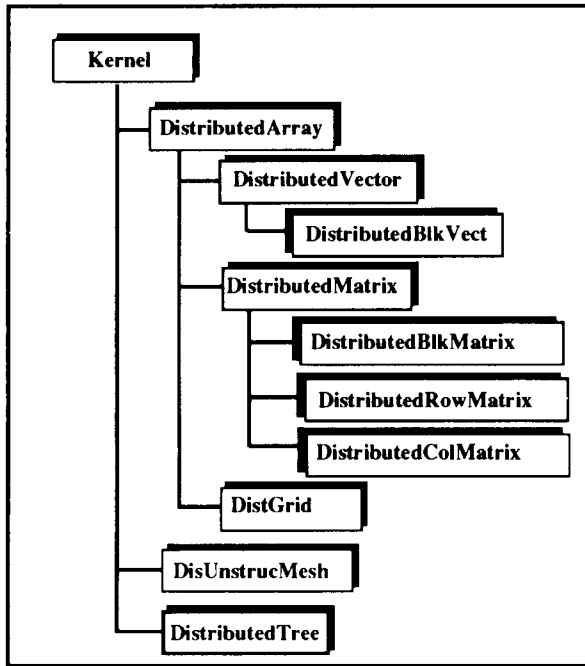 Kernel
DistributedArray
DistributedVector
DistributedBlkVect
DistributedMatrix
DistributedBlkMatrix
DistributedRowMatrix
DistributedColMatrix
DistGrid
DisUnstrucMesh
DistributedTree